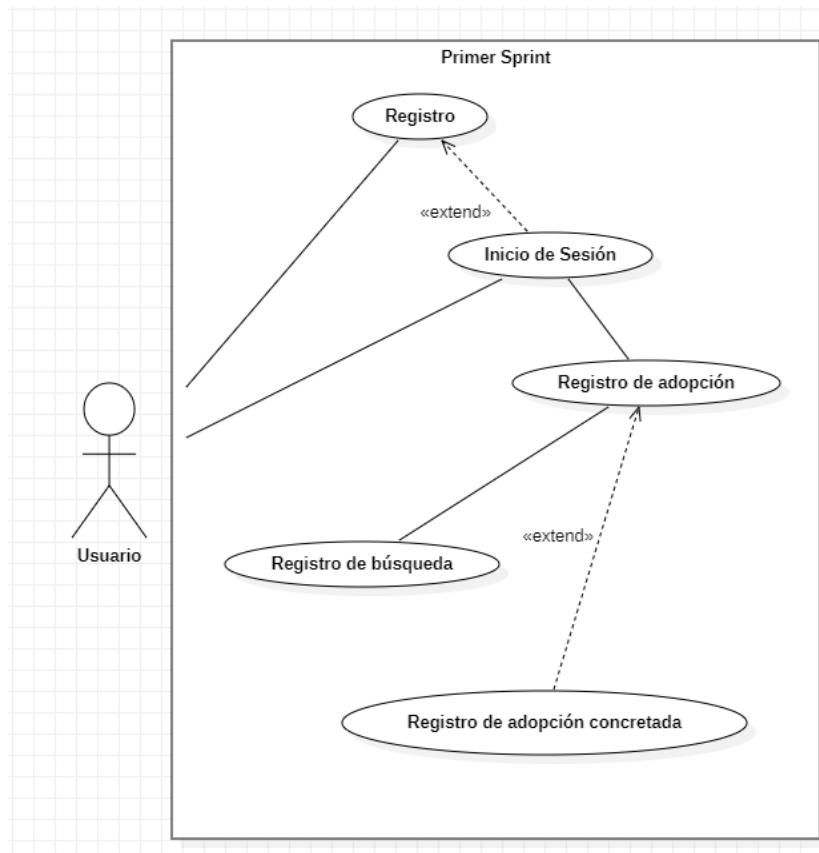 Primer Sprint
Registro
«extend»
Inicio de Sesión
Registro de adopción
«extend»
Usuario
Registro de búsqueda
Registro de adopción concretada